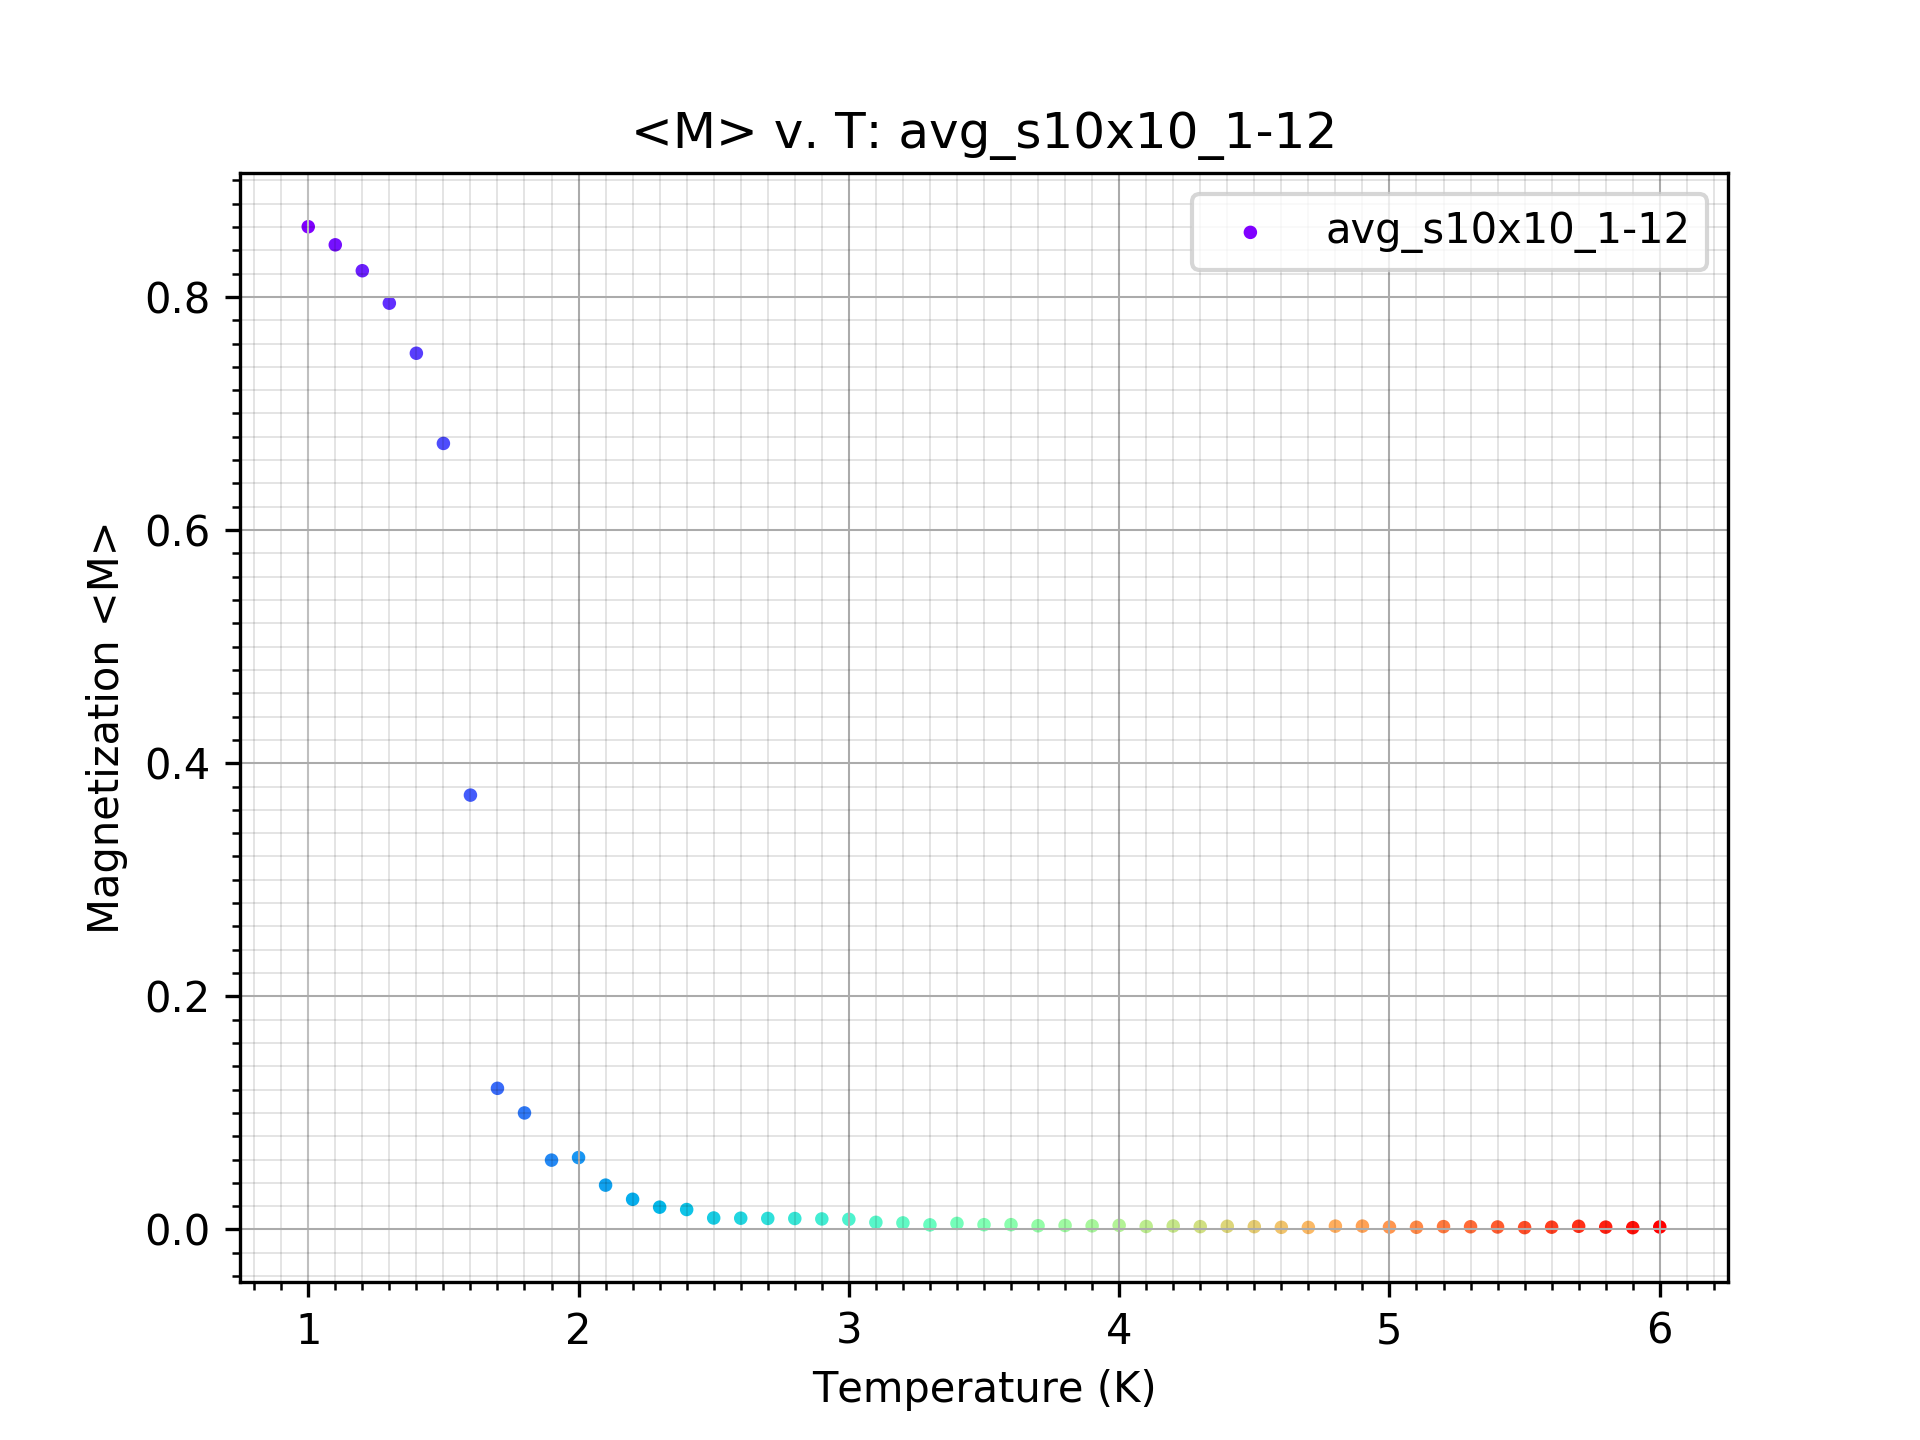 <M> v. T: avg_s10x10_1-12
avg_s10x10_1-12
0.8
0.6
0.4
0.2
0.0
Magnetization <M>
1 2 3 4 5 6
Temperature (K)